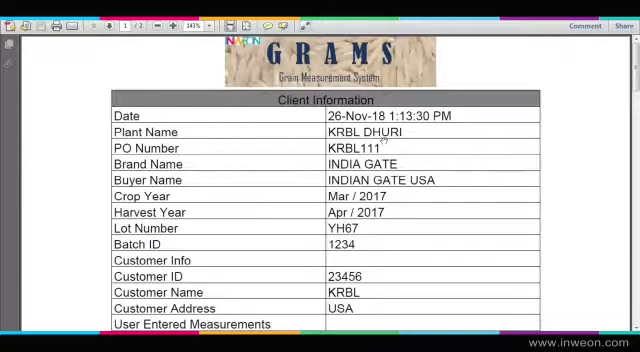 1 / 2
143%
Comment
Share
GRAMS
Grain Measurement System
Client Information
Date 26-Nov-18 1:13:30 PM
Plant Name KRBL DHURI
PO Number KRBL111
Brand Name INDIA GATE
Buyer Name INDIAN GATE USA
Crop Year Mar / 2017
Harvest Year Apr / 2017
Lot Number YH67
Batch ID 1234
Customer Info
Customer ID 23456
Customer Name KRBL
Customer Address USA
User Entered Measurements
www.inweon.com